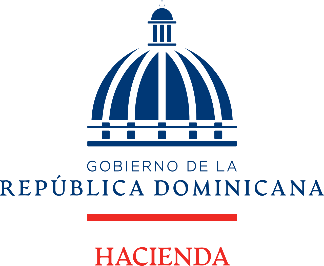 GOBIERNO DE LA
REPÚBLICA DOMINICANA
HACIENDA